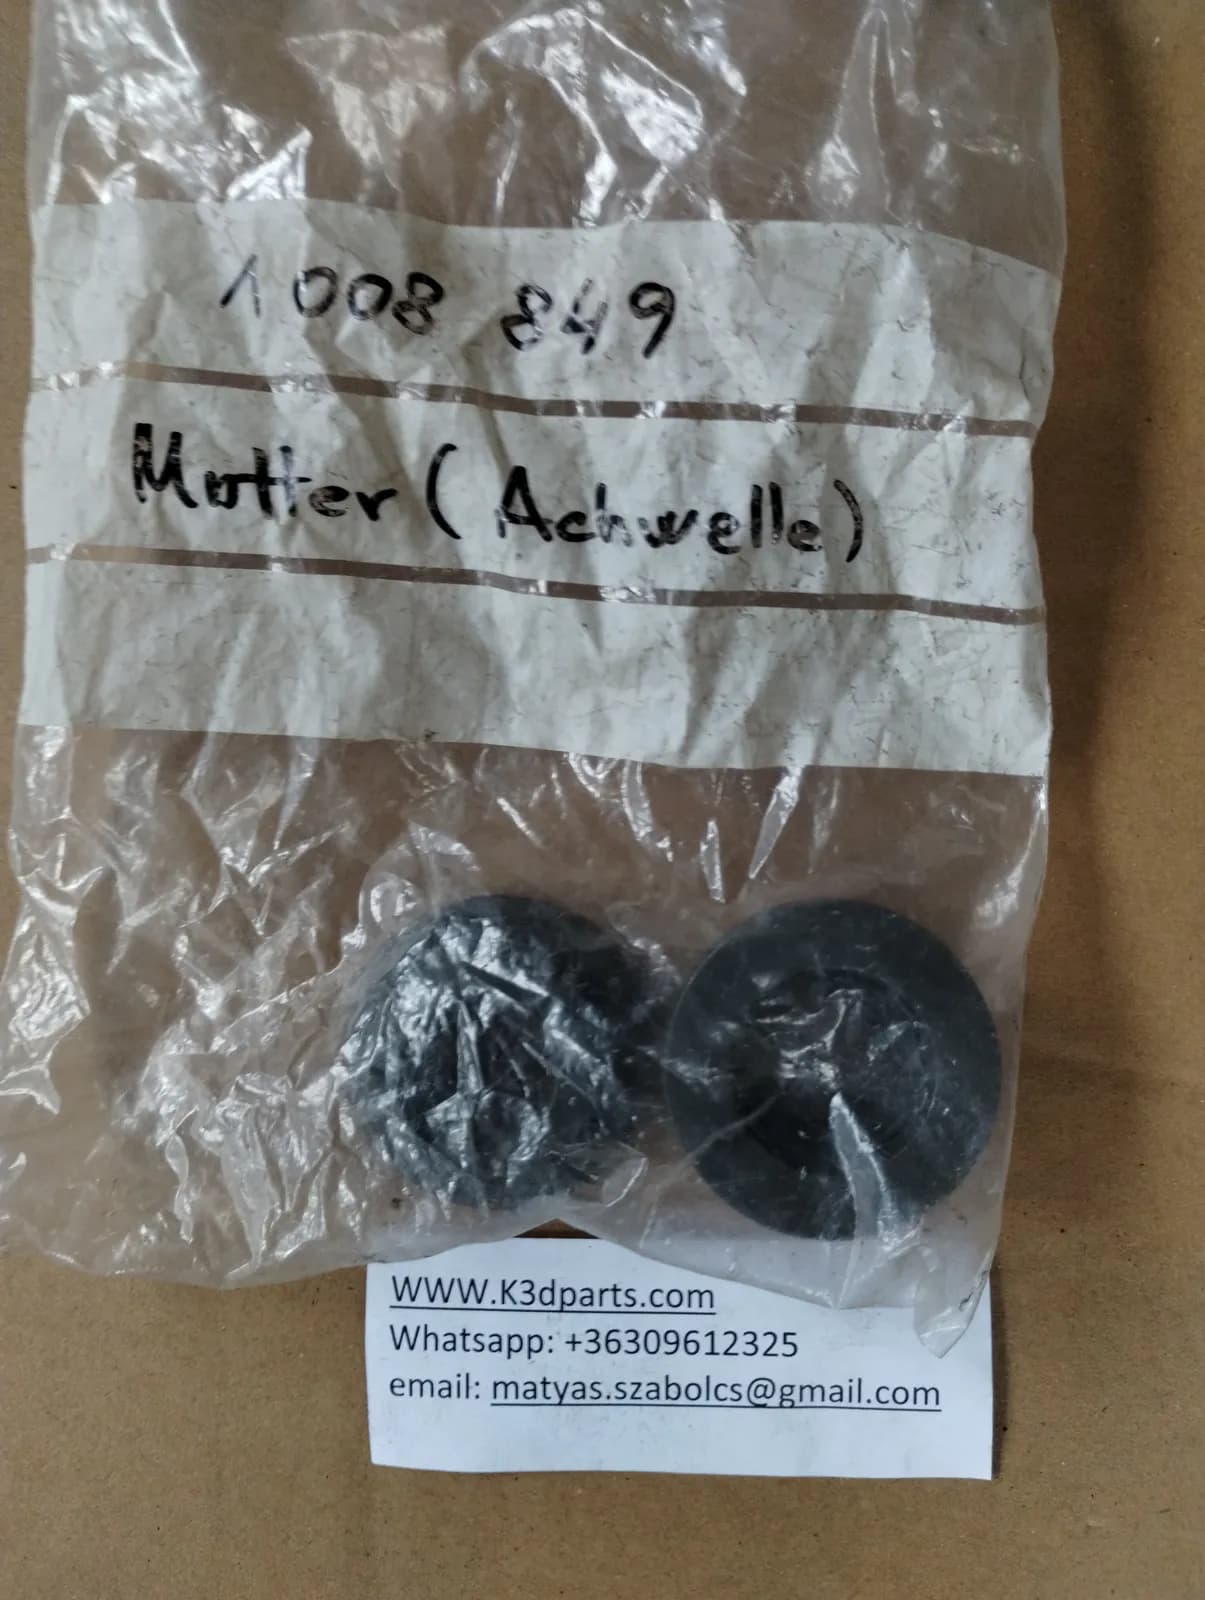 1008 849
Mutter (Achwelle)
WWW.K3dparts.com
Whatsapp: +36309612325
email: matyas.szabolcs@gmail.com